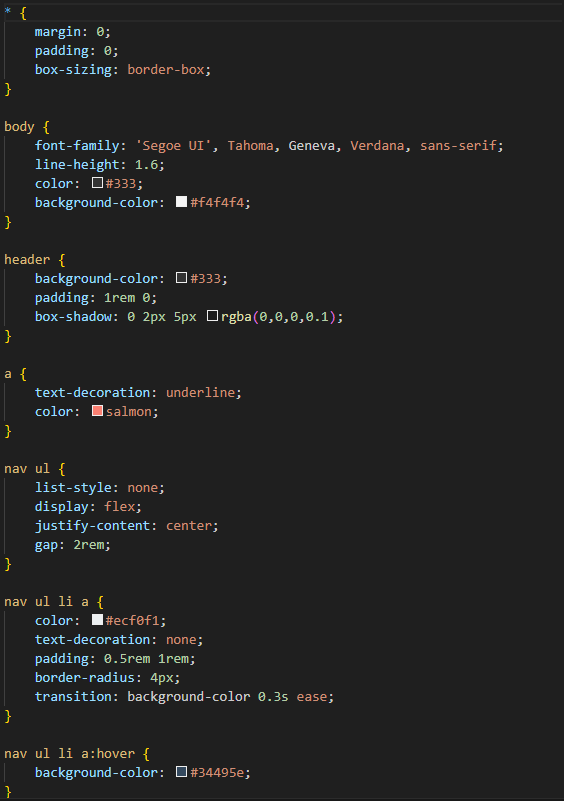 * {
    margin: 0;
    padding: 0;
    box-sizing: border-box;
}

body {
    font-family: 'Segoe UI', Tahoma, Geneva, Verdana, sans-serif;
    line-height: 1.6;
    color: #333;
    background-color: #f4f4f4;
}

header {
    background-color: #333;
    padding: 1rem 0;
    box-shadow: 0 2px 5px rgba(0,0,0,0.1);
}

a {
    text-decoration: underline;
    color: salmon;
}

nav ul {
    list-style: none;
    display: flex;
    justify-content: center;
    gap: 2rem;
}

nav ul li a {
    color: #ecf0f1;
    text-decoration: none;
    padding: 0.5rem 1rem;
    border-radius: 4px;
    transition: background-color 0.3s ease;
}

nav ul li a:hover {
    background-color: #34495e;
}